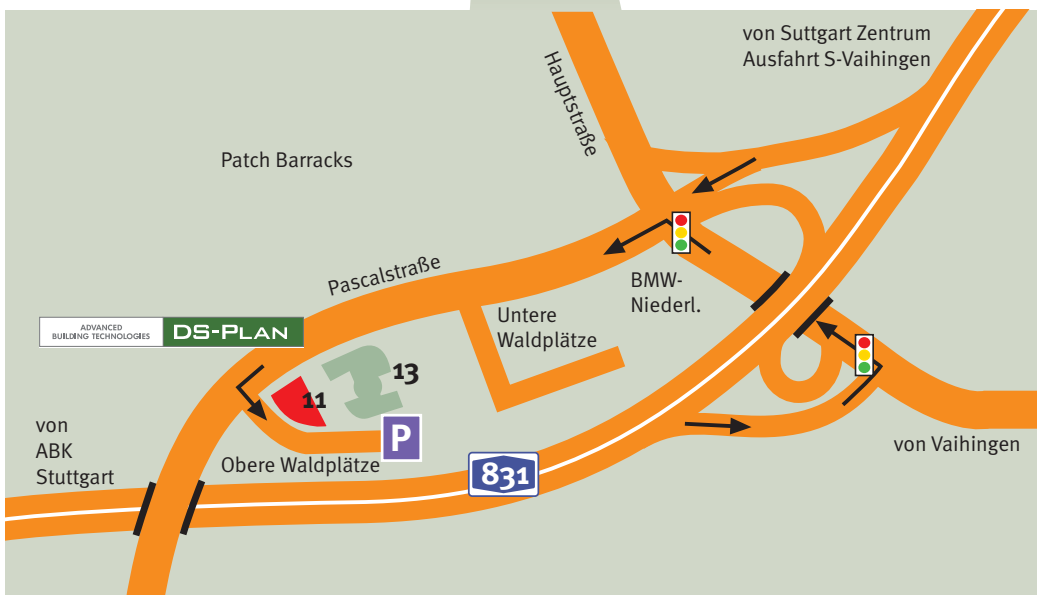 von Suttgart Zentrum
Ausfahrt S-Vaihingen
Hauptstraße
Patch Barracks
Pascalstraße
BMW-
Niederl.
Untere
Waldplätze
ADVANCED
BUILDING TECHNOLOGIES
DS-PLAN
13
11
von
ABK
Stuttgart
P
Obere Waldplätze
831
von Vaihingen